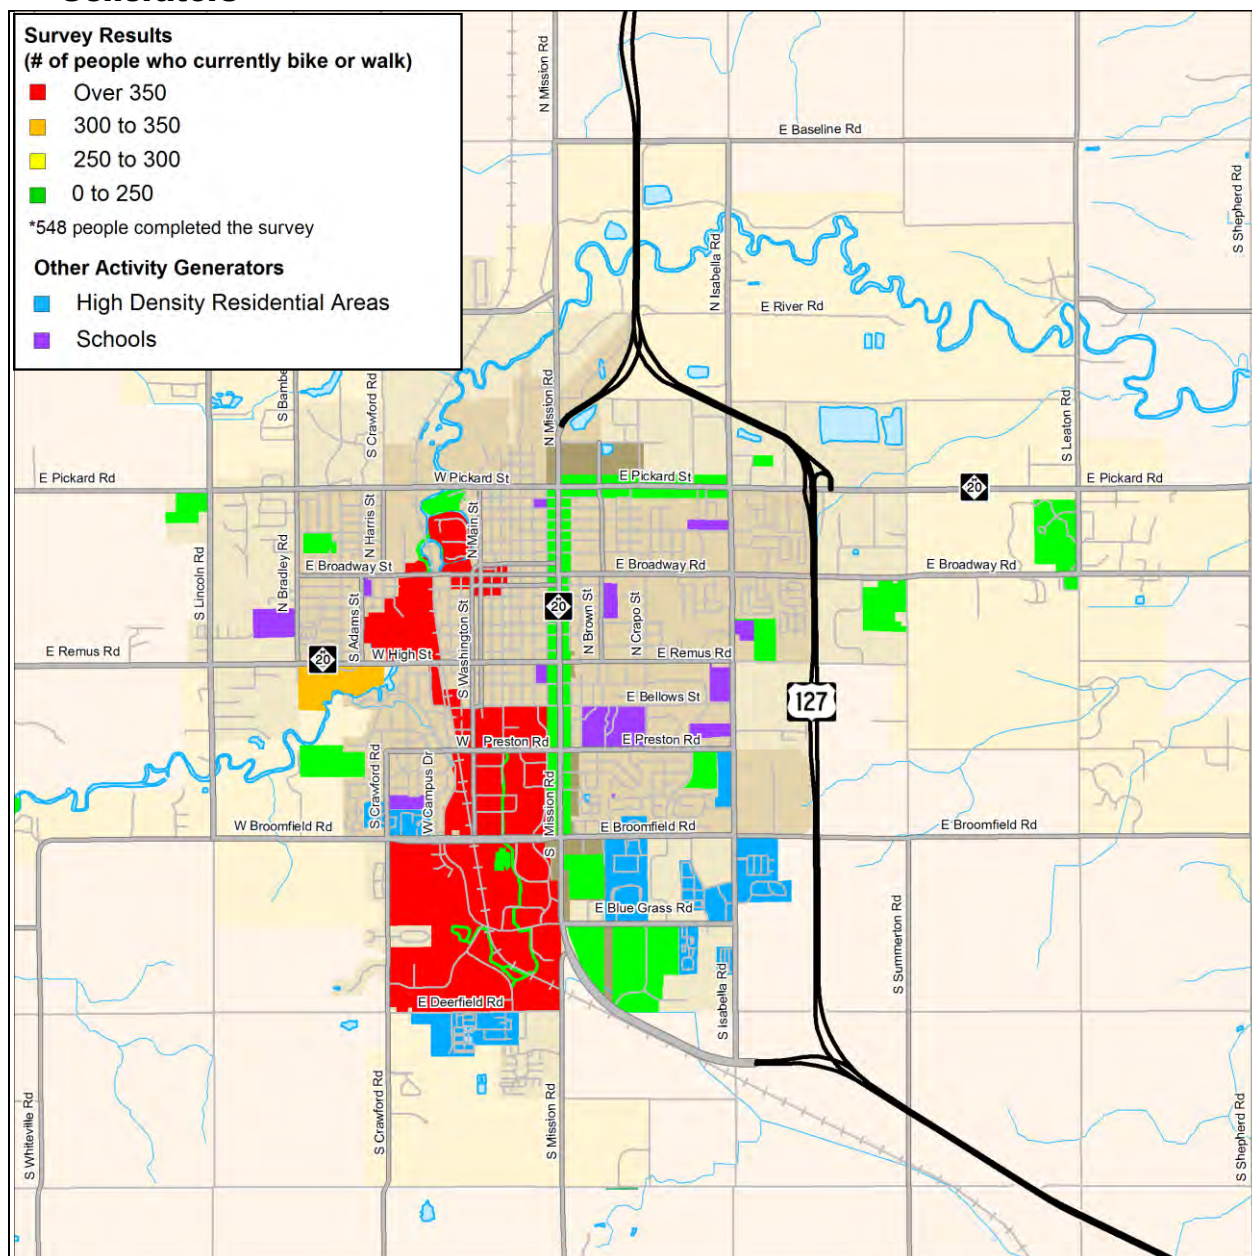 Survey Results
(# of people who currently bike or walk)
Over 350
300 to 350
250 to 300
0 to 250
*548 people completed the survey
Other Activity Generators
High Density Residential Areas
Schools
N Mission Rd
E Baseline Rd
S Shepherd Rd
N Isabella Rd
E River Rd
S Crawford Rd
N Mission Rd
S Leaton Rd
E Pickard Rd
W Pickard St
E Pickard St
20
E Pickard Rd
N Harris St
N Main St
S Lincoln Rd
N Bradley Rd
E Broadway St
E Broadway Rd
E Broadway Rd
S Adams St
S Washington St
20
N Brown St
N Crapo St
E Remus Rd
20
W High St
E Remus Rd
E Bellows St
127
W Preston Rd
E Preston Rd
S Crawford Rd
W Campus Dr
S Mission Rd
W Broomfield Rd
E Broomfield Rd
E Broomfield Rd
E Blue Grass Rd
S Summerton Rd
S Isabella Rd
E Deerfield Rd
S Whiteville Rd
S Crawford Rd
S Mission Rd
S Shepherd Rd